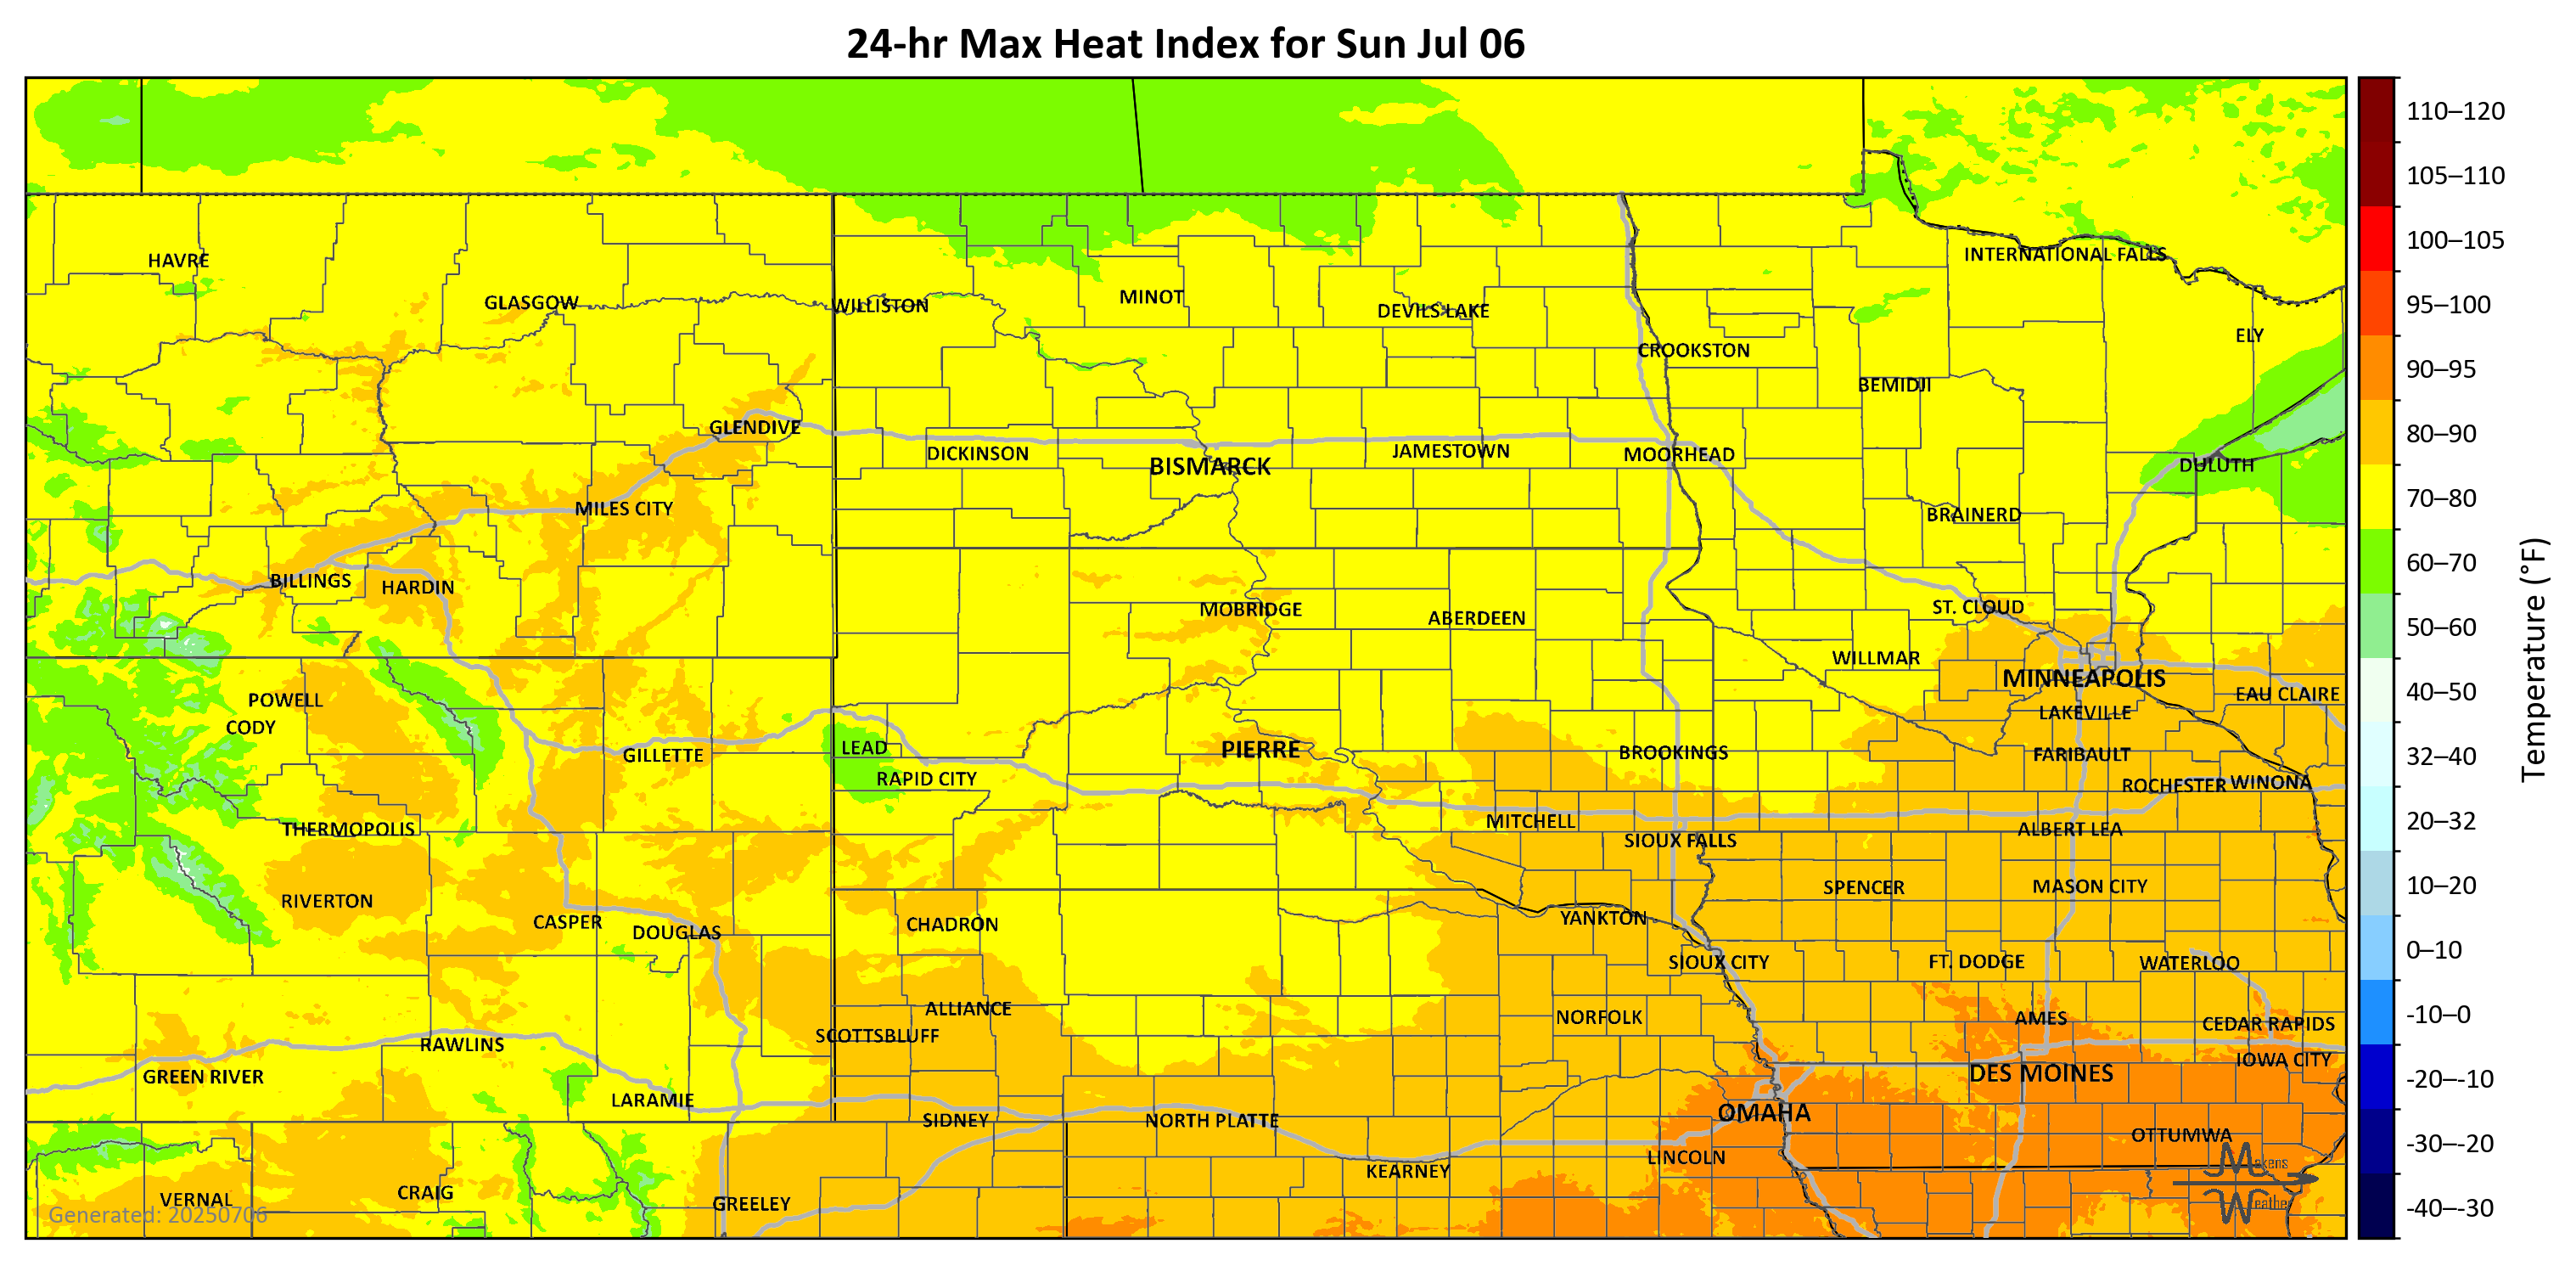 24-hr Max Heat Index for Sun Jul 06
110–120
105–110
100–105
95–100
90–95
80–90
70–80
60–70
50–60
40–50
32–40
20–32
10–20
0–10
-10–0
-20–-10
-30–-20
-40–-30
Temperature (°F)
HAVRE
INTERNATIONAL FALLS
GLASGOW
WILLISTON
MINOT
DEVILS LAKE
ELY
CROOKSTON
BEMIDJI
GLENDIVE
DICKINSON
BISMARCK
JAMESTOWN
MOORHEAD
DULUTH
MILES CITY
BRAINERD
BILLINGS
HARDIN
MOBRIDGE
ABERDEEN
ST. CLOUD
WILLMAR
MINNEAPOLIS
EAU CLAIRE
POWELL
LAKEVILLE
CODY
GILLETTE
LEAD
PIERRE
BROOKINGS
FARIBAULT
RAPID CITY
ROCHESTER
WINONA
THERMOPOLIS
MITCHELL
SIOUX FALLS
ALBERT LEA
RIVERTON
SPENCER
MASON CITY
CASPER
DOUGLAS
CHADRON
YANKTON
SIOUX CITY
FT. DODGE
WATERLOO
ALLIANCE
NORFOLK
AMES
CEDAR RAPIDS
SCOTTSBLUFF
RAWLINS
IOWA CITY
GREEN RIVER
DES MOINES
LARAMIE
SIDNEY
NORTH PLATTE
OMAHA
OTTUMWA
KEARNEY
LINCOLN
VERNAL
CRAIG
GREELEY
Makens
Weather
Generated: 20250706